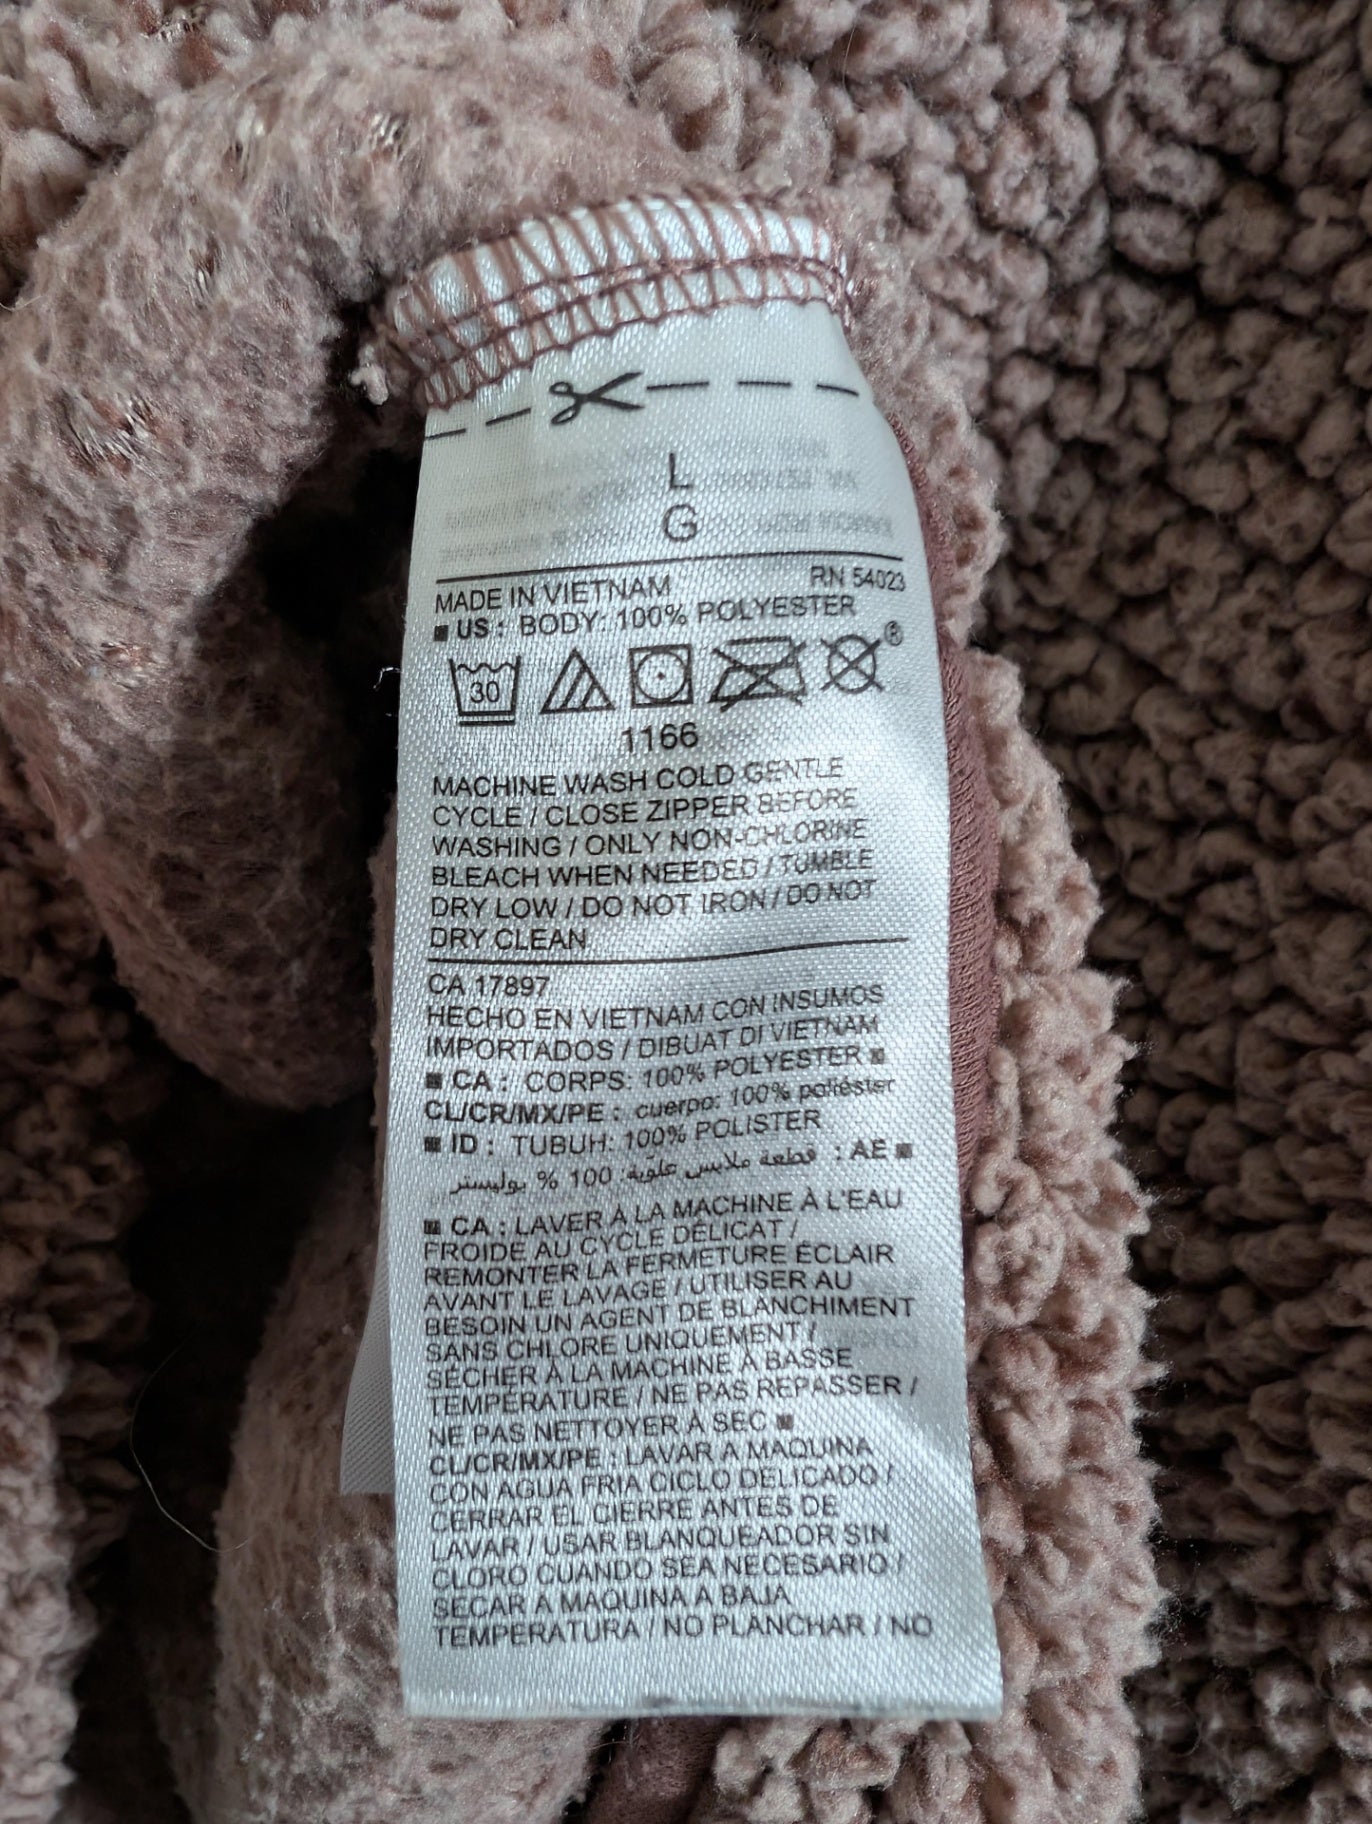 L
G
MADE IN VIETNAM RN 54023
■ US : BODY: 100% POLYESTER
30
®
1166
MACHINE WASH COLD GENTLE
CYCLE / CLOSE ZIPPER BEFORE
WASHING / ONLY NON-CHLORINE
BLEACH WHEN NEEDED / TUMBLE
DRY LOW / DO NOT IRON / DO NOT
DRY CLEAN
CA 17897
HECHO EN VIETNAM CON INSUMOS
IMPORTADOS / DIBUAT DI VIETNAM
■ CA : CORPS: 100% POLYESTER ■
CL/CR/MX/PE : cuerpo: 100% poliéster
■ ID : TUBUH: 100% POLISTER
■ AE : قطعة ملابس علوية: 100 % بوليستر
■ CA : LAVER À LA MACHINE À L'EAU
FROIDE AU CYCLE DÉLICAT /
REMONTER LA FERMETURE ÉCLAIR
AVANT LE LAVAGE / UTILISER AU
BESOIN UN AGENT DE BLANCHIMENT
SANS CHLORE UNIQUEMENT /
SÉCHER À LA MACHINE À BASSE
TEMPÉRATURE / NE PAS REPASSER /
NE PAS NETTOYER À SEC ■
CL/CR/MX/PE : LAVAR A MAQUINA
CON AGUA FRIA CICLO DELICADO /
CERRAR EL CIERRE ANTES DE
LAVAR / USAR BLANQUEADOR SIN
CLORO CUANDO SEA NECESARIO /
SECAR A MAQUINA A BAJA
TEMPERATURA / NO PLANCHAR / NO